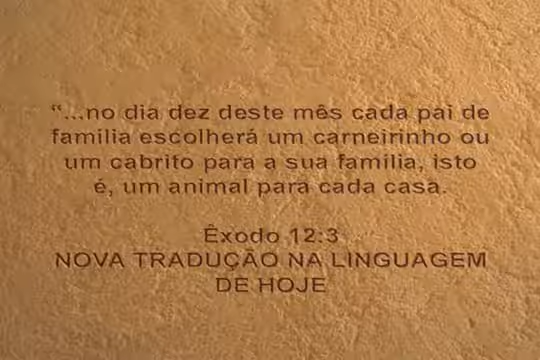 “...no dia dez deste mês cada pai de
família escolherá um carneirinho ou
um cabrito para a sua família, isto
é, um animal para cada casa.
Êxodo 12:3
NOVA TRADUÇÃO NA LINGUAGEM
DE HOJE